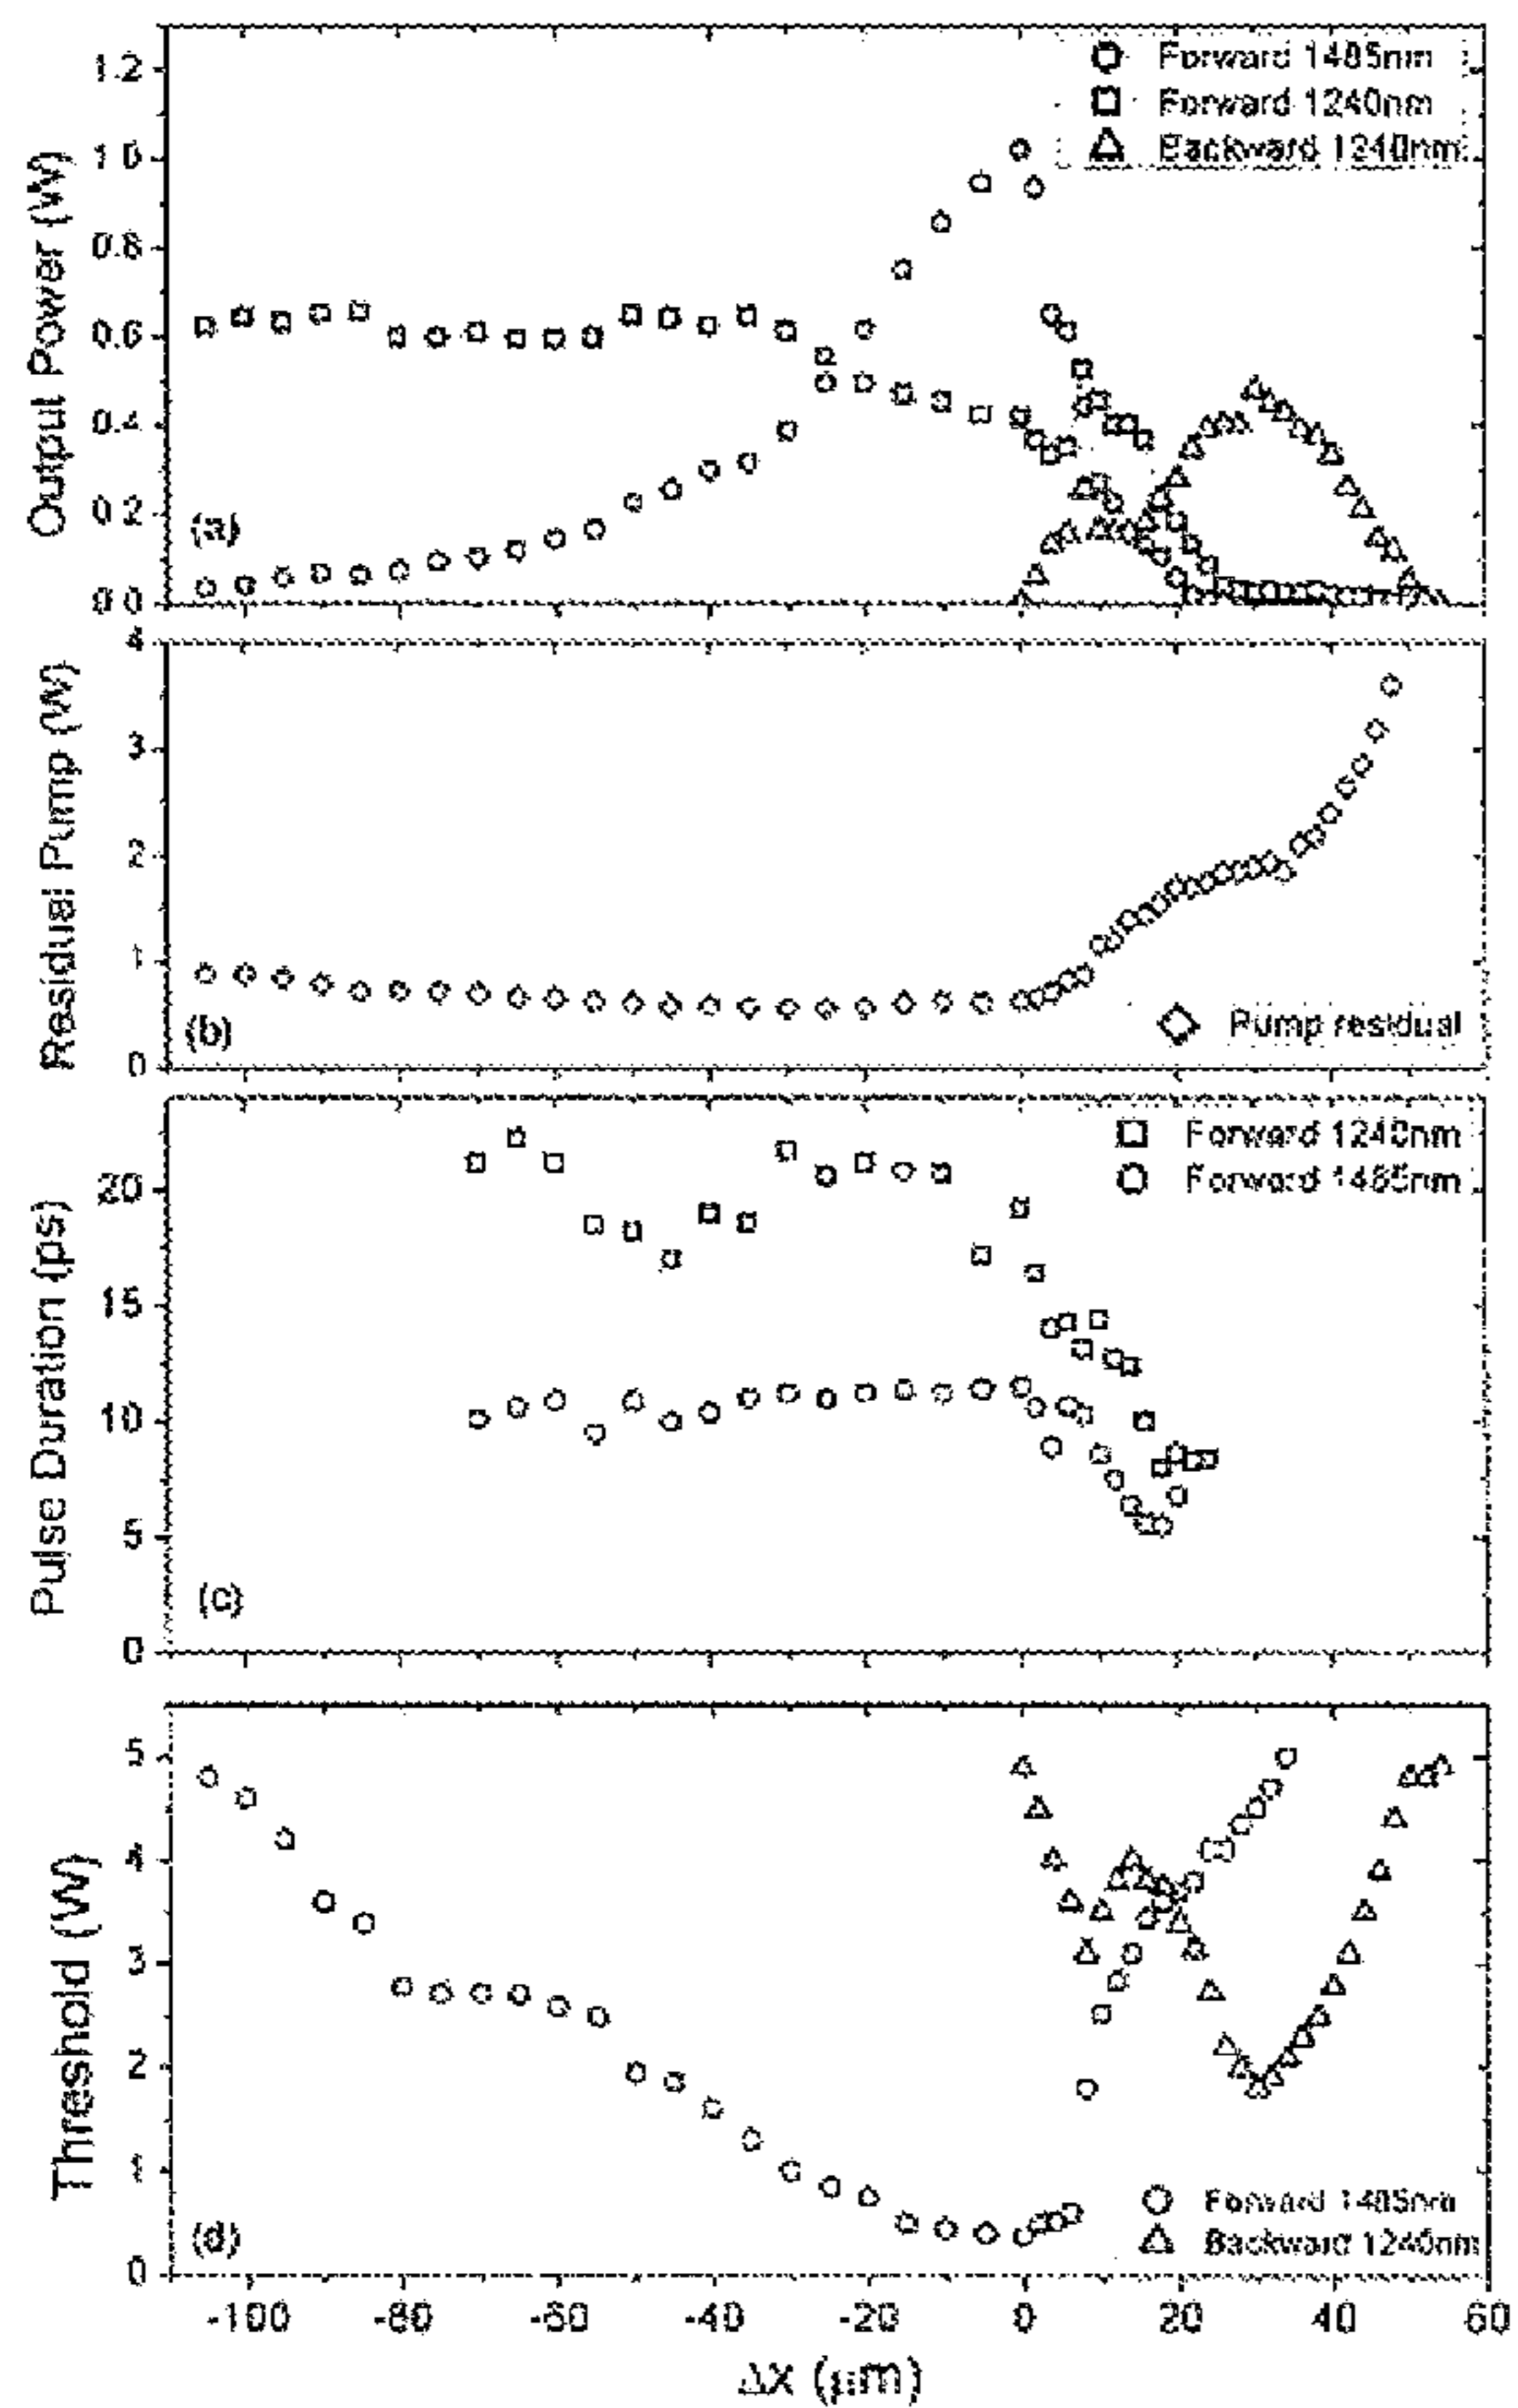 Output Power (W)
1.2
1.0
0.8
0.6
0.4
0.2
0.0
(a)
Forward 1485nm
Forward 1240nm
Backward 1240nm
Residual Pump (W)
4
3
2
1
0
(b)
Pump residual
Pulse Duration (ps)
20
15
10
5
0
(c)
Forward 1240nm
Forward 1485nm
Threshold (W)
5
4
3
2
1
0
(d)
Forward 1485nm
Backward 1240nm
-100 -80 -60 -40 -20 0 20 40 60
Δx (μm)